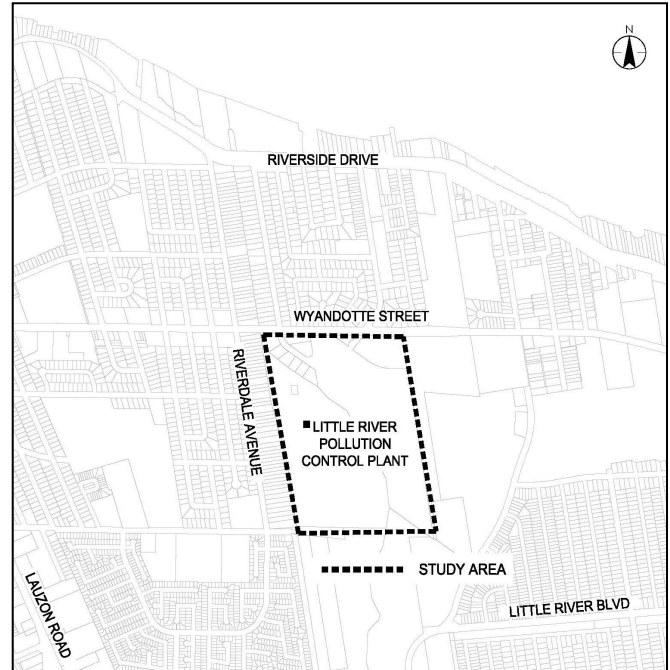 N
RIVERSIDE DRIVE
WYANDOTTE STREET
RIVERDALE AVENUE
LITTLE RIVER
POLLUTION
CONTROL PLANT
STUDY AREA
LAUZON ROAD
LITTLE RIVER BLVD